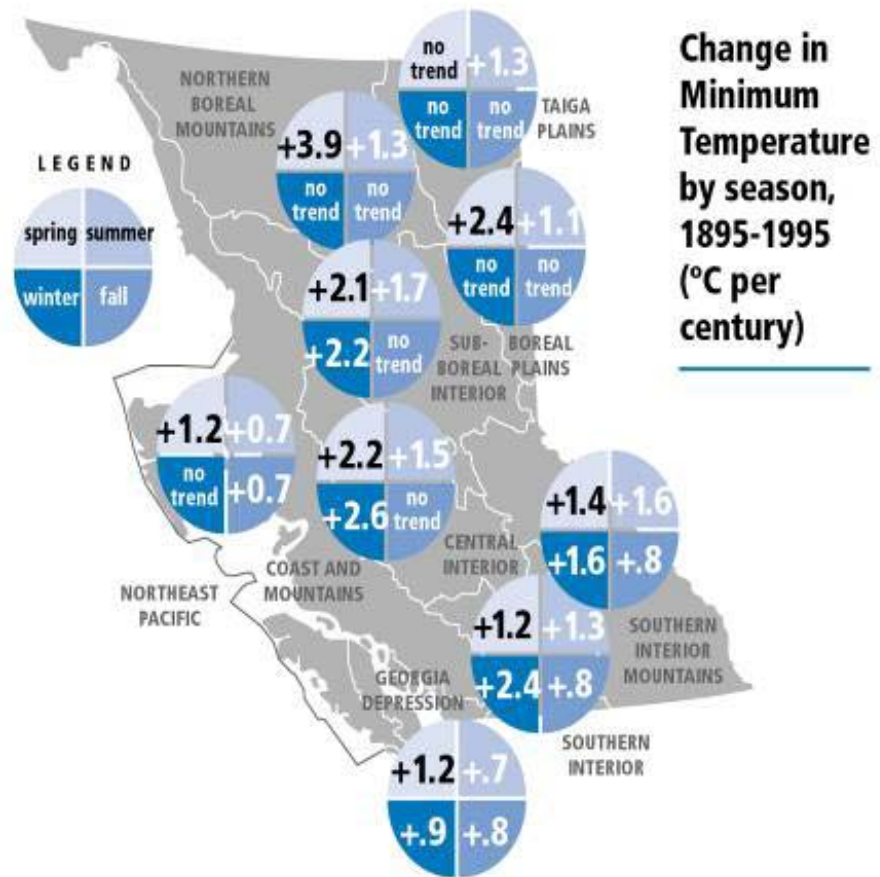 Change in
Minimum
Temperature
by season,
1895-1995
(ºC per
century)
LEGEND
spring summer
winter fall
NORTHERN
BOREAL
MOUNTAINS
no
trend
+1.3
no
trend
no
trend
TAIGA
PLAINS
+3.9 +1.3
no
trend
no
trend
+2.4 +1.1
no
trend
no
trend
BOREAL
PLAINS
+2.1 +1.7
+2.2
no
trend
SUB-
BOREAL
INTERIOR
+1.2 +0.7
no
trend
+0.7
COAST AND
MOUNTAINS
+2.2 +1.5
+2.6
no
trend
CENTRAL
INTERIOR
+1.4 +1.6
+1.6 +.8
SOUTHERN
INTERIOR
MOUNTAINS
NORTHEAST
PACIFIC
+1.2 +1.3
+2.4 +.8
SOUTHERN
INTERIOR
GEORGIA
DEPRESSION
+1.2 +.7
+.9 +.8